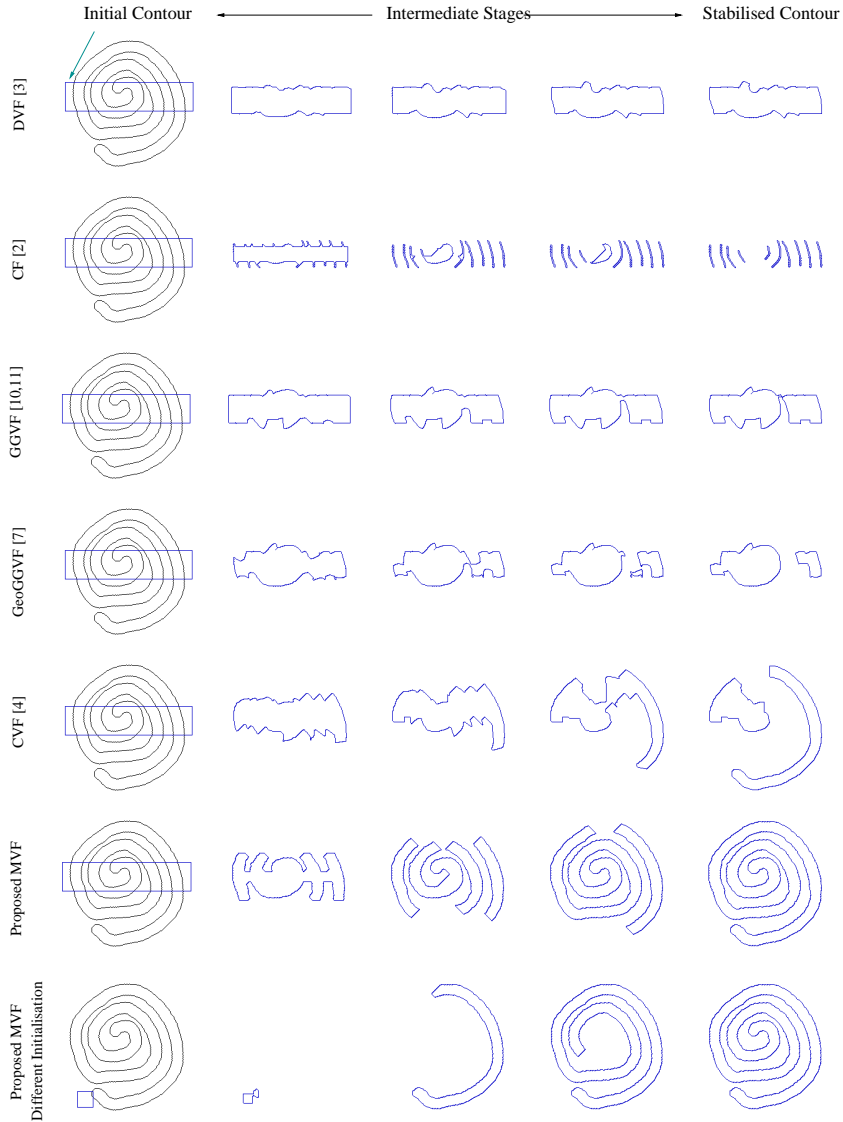 Initial Contour
Intermediate Stages
Stabilised Contour
DVF [3]
CF [2]
GGVF [10,11]
GeoGGVF [7]
CVF [4]
Proposed MVF
Proposed MVF
Different Initialisation